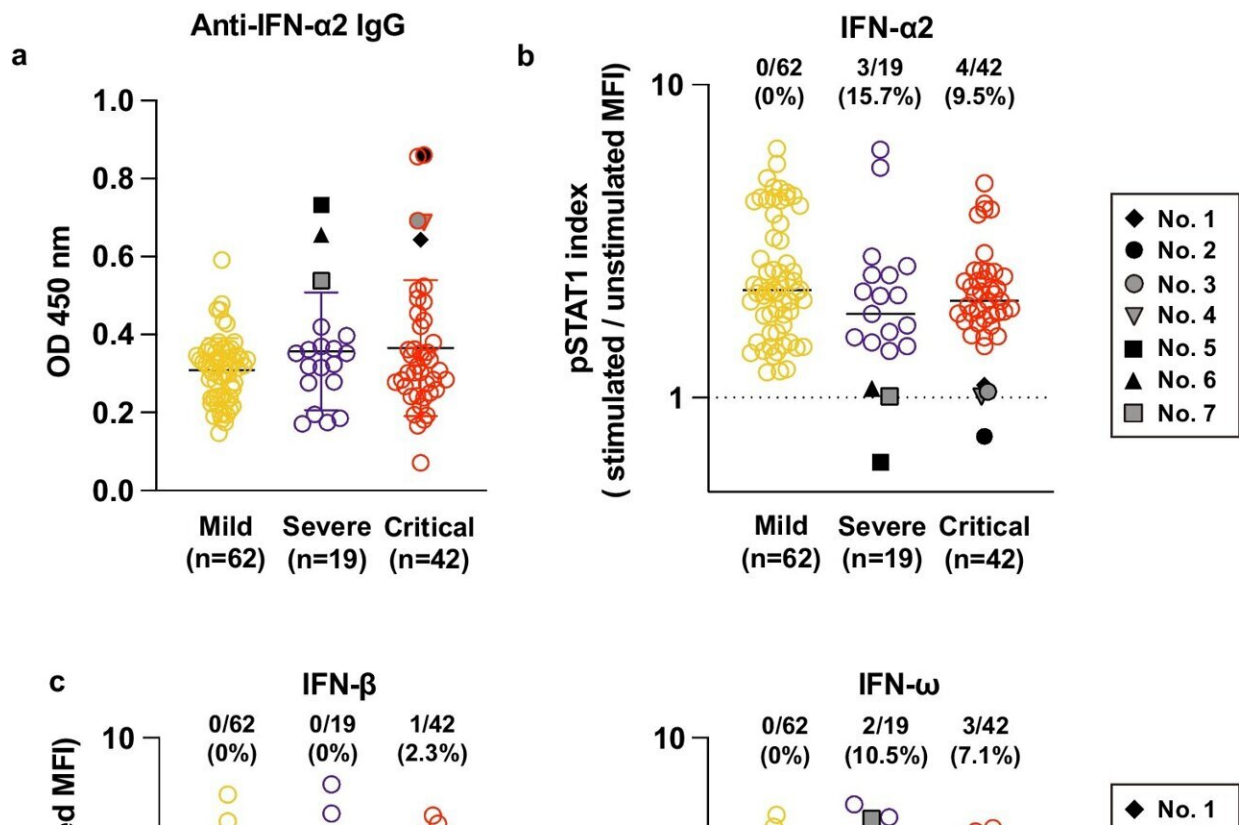 Anti-IFN-α2 IgG
a
OD 450 nm
1.0
0.8
0.6
0.4
0.2
0.0
Mild
(n=62)
Severe
(n=19)
Critical
(n=42)
b
IFN-α2
pSTAT1 index
( stimulated / unstimulated MFI)
10
1
0/62
(0%)
3/19
(15.7%)
4/42
(9.5%)
Mild
(n=62)
Severe
(n=19)
Critical
(n=42)
No. 1
No. 2
No. 3
No. 4
No. 5
No. 6
No. 7
c
IFN-β
MFI)
10
0/62
(0%)
0/19
(0%)
1/42
(2.3%)
IFN-ω
10
0/62
(0%)
2/19
(10.5%)
3/42
(7.1%)
No. 1